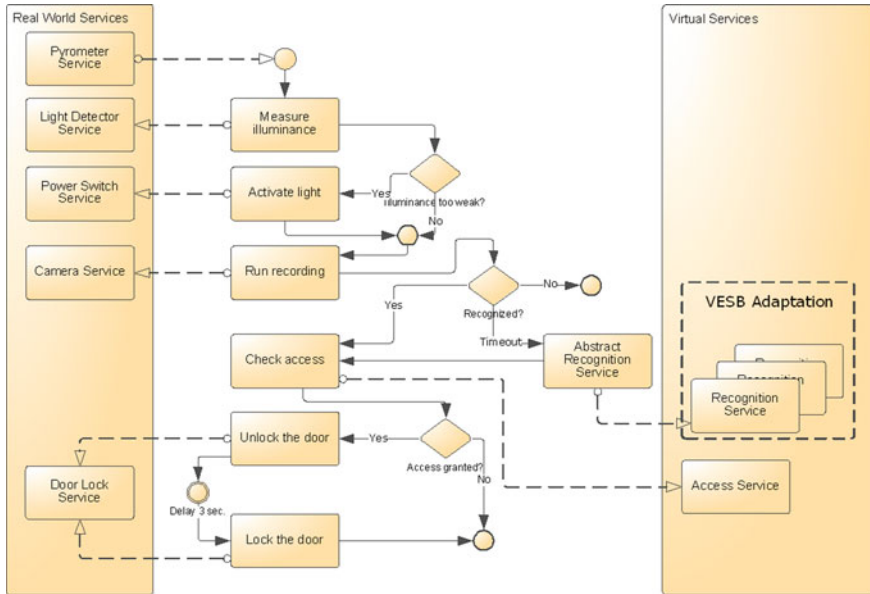 Real World Services
Virtual Services
Pyrometer
Service
Light Detector
Service
Measure
illuminance
Power Switch
Service
Activate light
Yes
illuminance too weak?
No
Camera Service
Run recording
No
Recognized?
Yes
Timeout
VESB Adaptation
Check access
Abstract
Recognition
Service
Recognition
Recognition
Service
Unlock the door
Yes
Access granted?
No
Door Lock
Service
Access Service
Delay 3 sec.
Lock the door